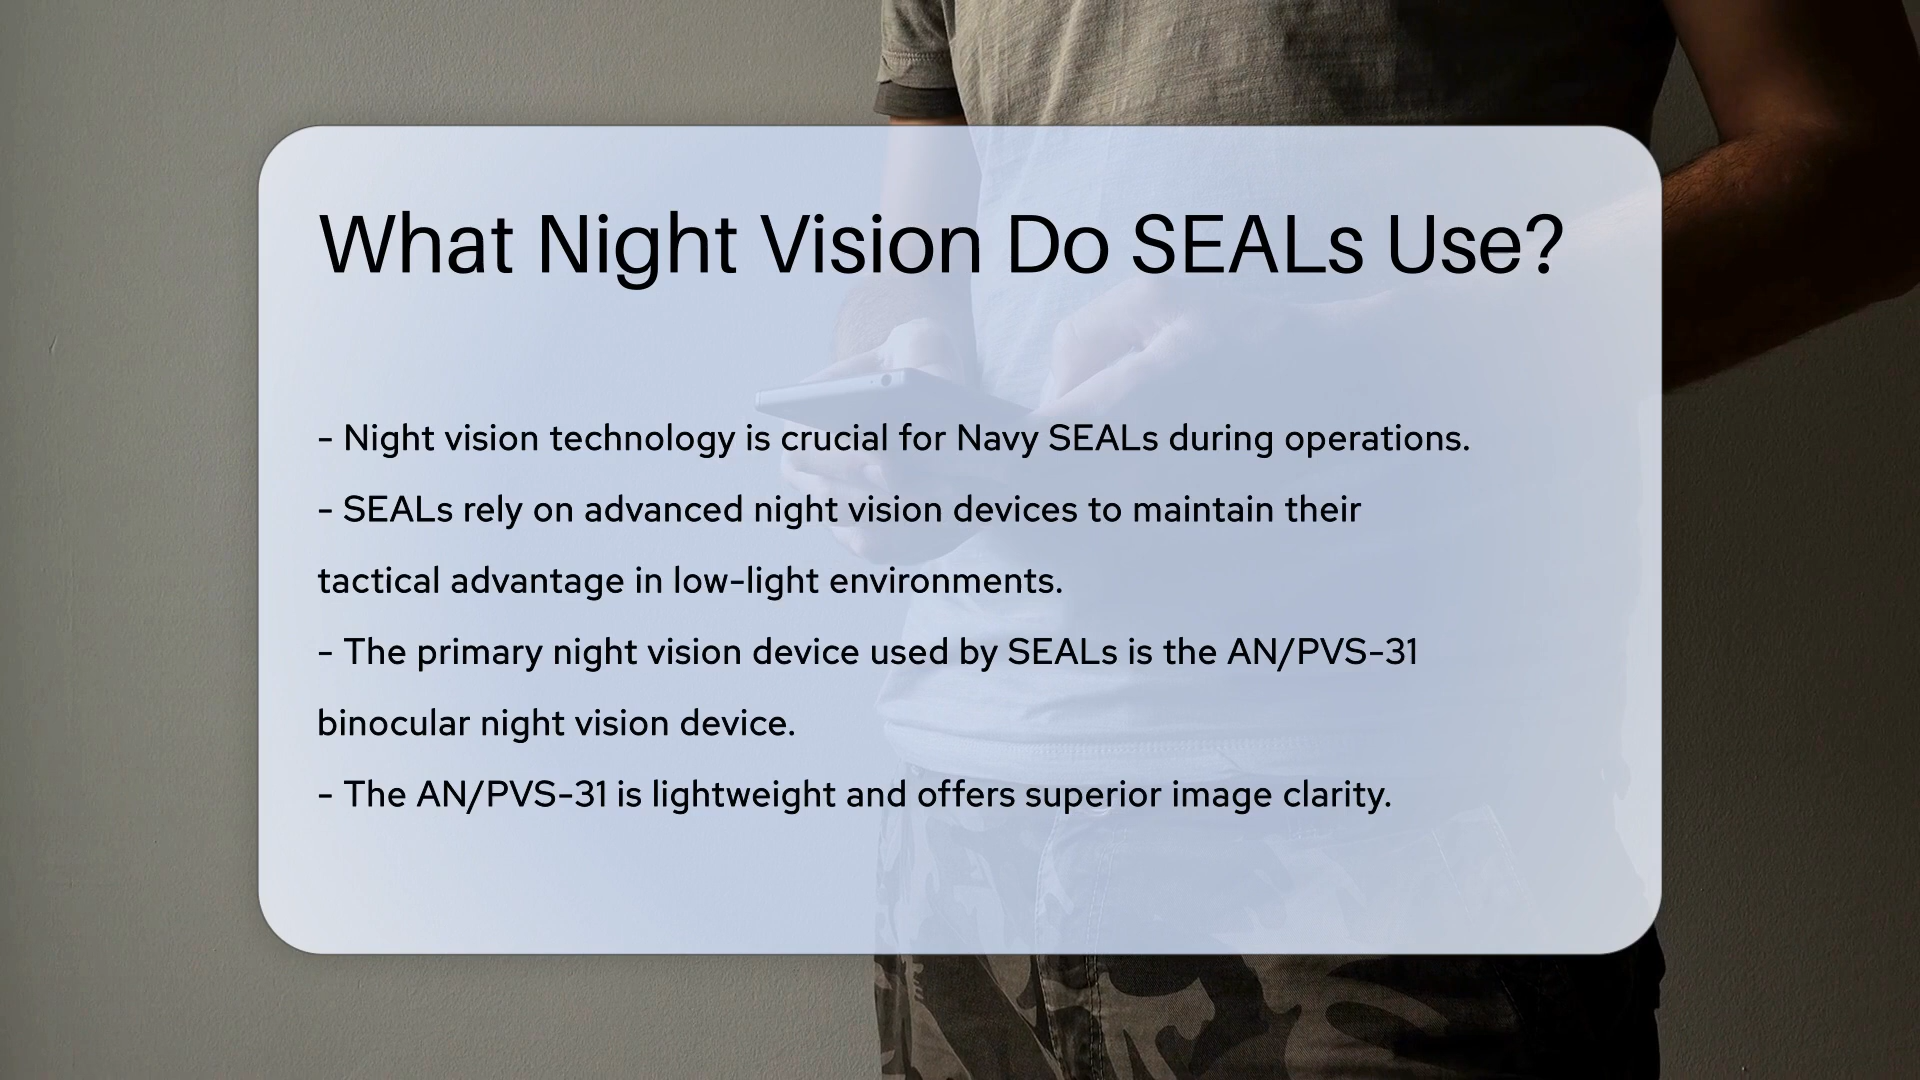 What Night Vision Do SEALs Use?
- Night vision technology is crucial for Navy SEALs during operations.
- SEALs rely on advanced night vision devices to maintain their
tactical advantage in low-light environments.
- The primary night vision device used by SEALs is the AN/PVS-31
binocular night vision device.
- The AN/PVS-31 is lightweight and offers superior image clarity.